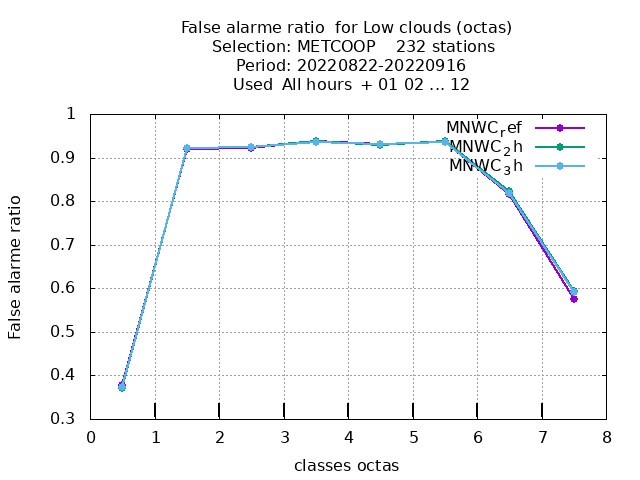 False alarme ratio  for Low clouds (octas)
Selection: METCOOP    232 stations
Period: 20220822-20220916
Used  All hours  + 01 02 ... 12
MNWC_ref
MNWC_2h
MNWC_3h
1
0.9
0.8
0.7
0.6
0.5
0.4
0.3
False alarme ratio
0 1 2 3 4 5 6 7 8
classes octas